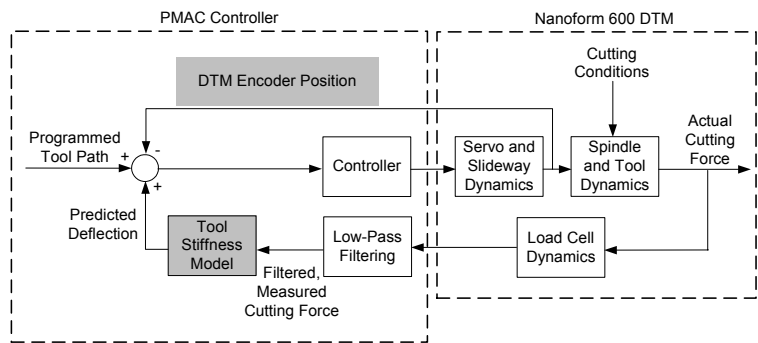 PMAC Controller
Nanoform 600 DTM
DTM Encoder Position
Cutting
Conditions
Programmed
Tool Path
+
-
+
Controller
Servo and
Slideway
Dynamics
Spindle
and Tool
Dynamics
Actual
Cutting
Force
Predicted
Deflection
Tool
Stiffness
Model
Low-Pass
Filtering
Load Cell
Dynamics
Filtered,
Measured
Cutting Force